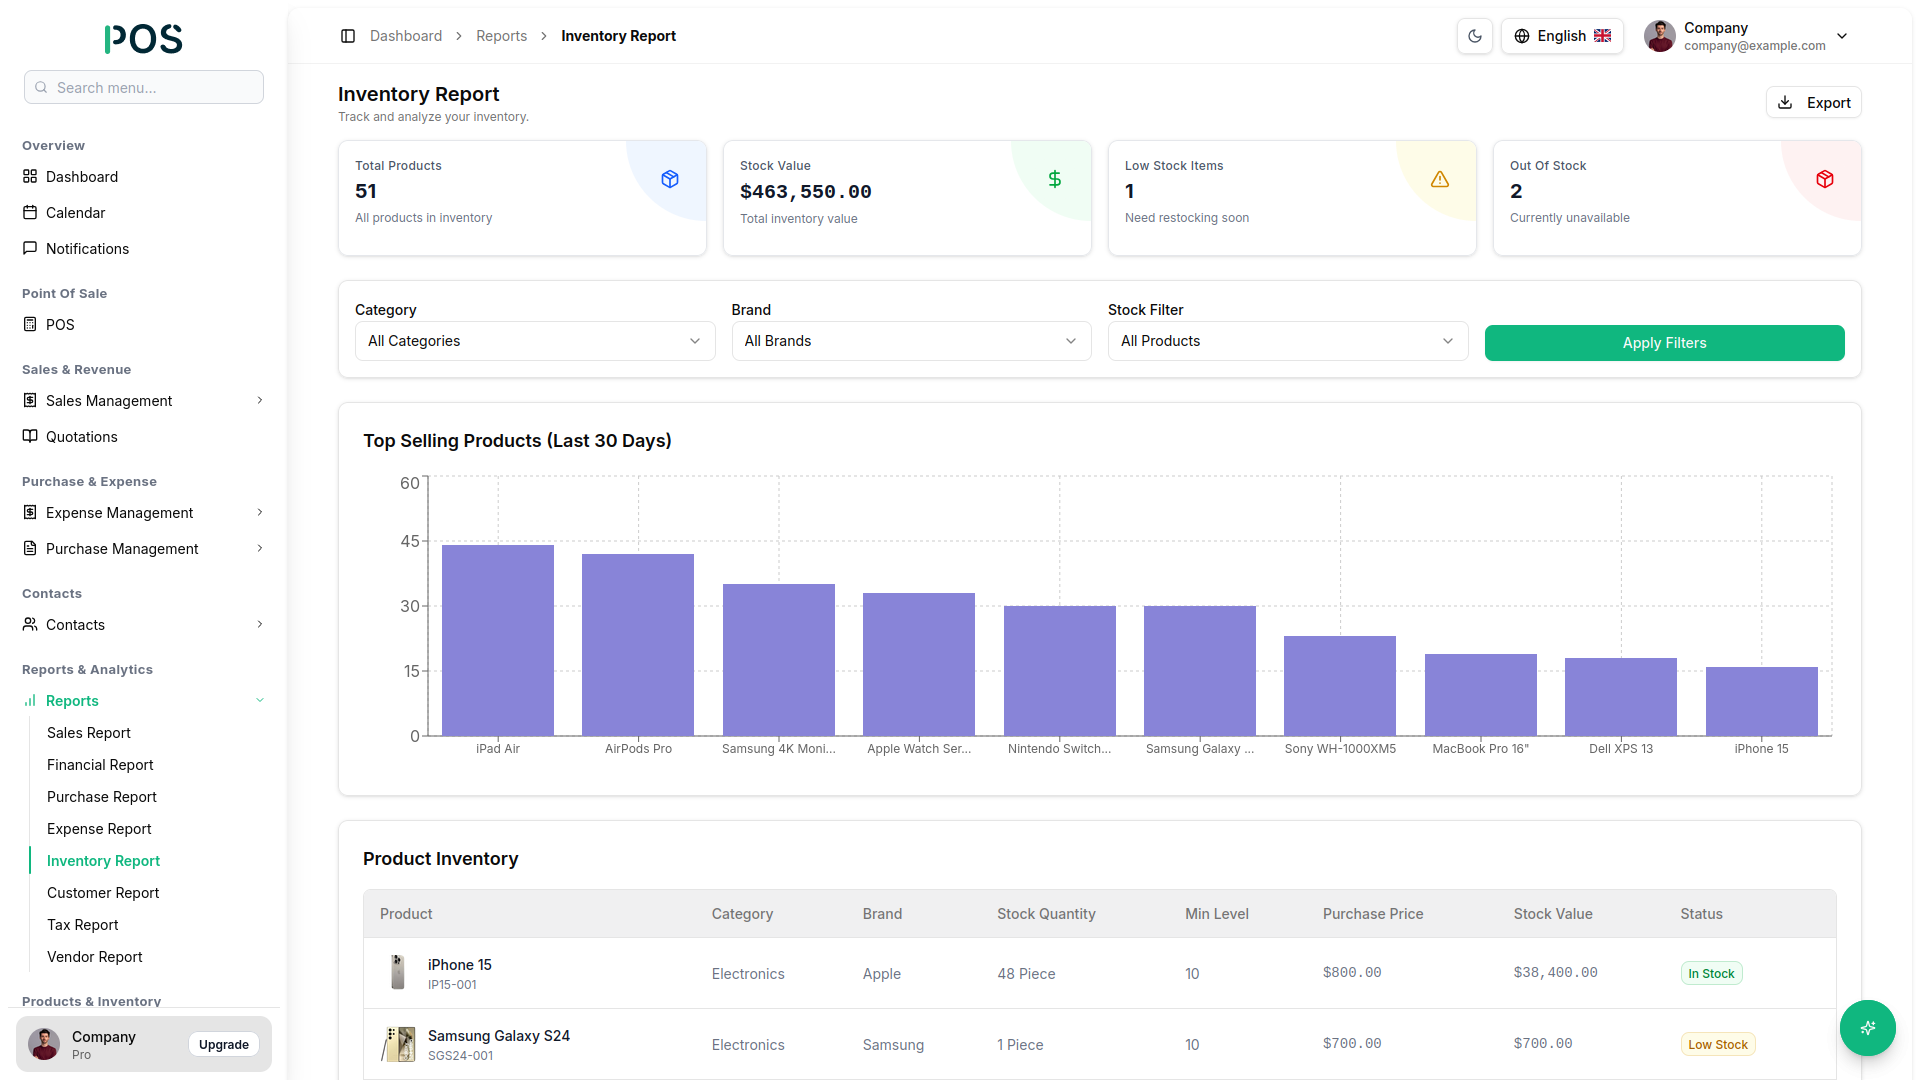 POS
Search menu...
Overview
Dashboard
Calendar
Notifications
Point Of Sale
POS
Sales & Revenue
Sales Management
Quotations
Purchase & Expense
Expense Management
Purchase Management
Contacts
Contacts
Reports & Analytics
Reports
Sales Report
Financial Report
Purchase Report
Expense Report
Inventory Report
Customer Report
Tax Report
Vendor Report
Products & Inventory
Company
Pro
Upgrade
Dashboard > Reports > Inventory Report
English
Company
company@example.com
Inventory Report
Track and analyze your inventory.
Export
Total Products
51
All products in inventory
Stock Value
$463,550.00
Total inventory value
Low Stock Items
1
Need restocking soon
Out Of Stock
2
Currently unavailable
Category
All Categories
Brand
All Brands
Stock Filter
All Products
Apply Filters
Top Selling Products (Last 30 Days)
60
45
30
15
0
iPad Air
AirPods Pro
Samsung 4K Moni...
Apple Watch Ser...
Nintendo Switch...
Samsung Galaxy ...
Sony WH-1000XM5
MacBook Pro 16"
Dell XPS 13
iPhone 15
Product Inventory
Product Category Brand Stock Quantity Min Level Purchase Price Stock Value Status
iPhone 15
IP15-001
Electronics Apple 48 Piece 10 $800.00 $38,400.00 In Stock
Samsung Galaxy S24
SGS24-001
Electronics Samsung 1 Piece 10 $700.00 $700.00 Low Stock